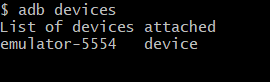 $ adb devices
List of devices attached
emulator-5554   device